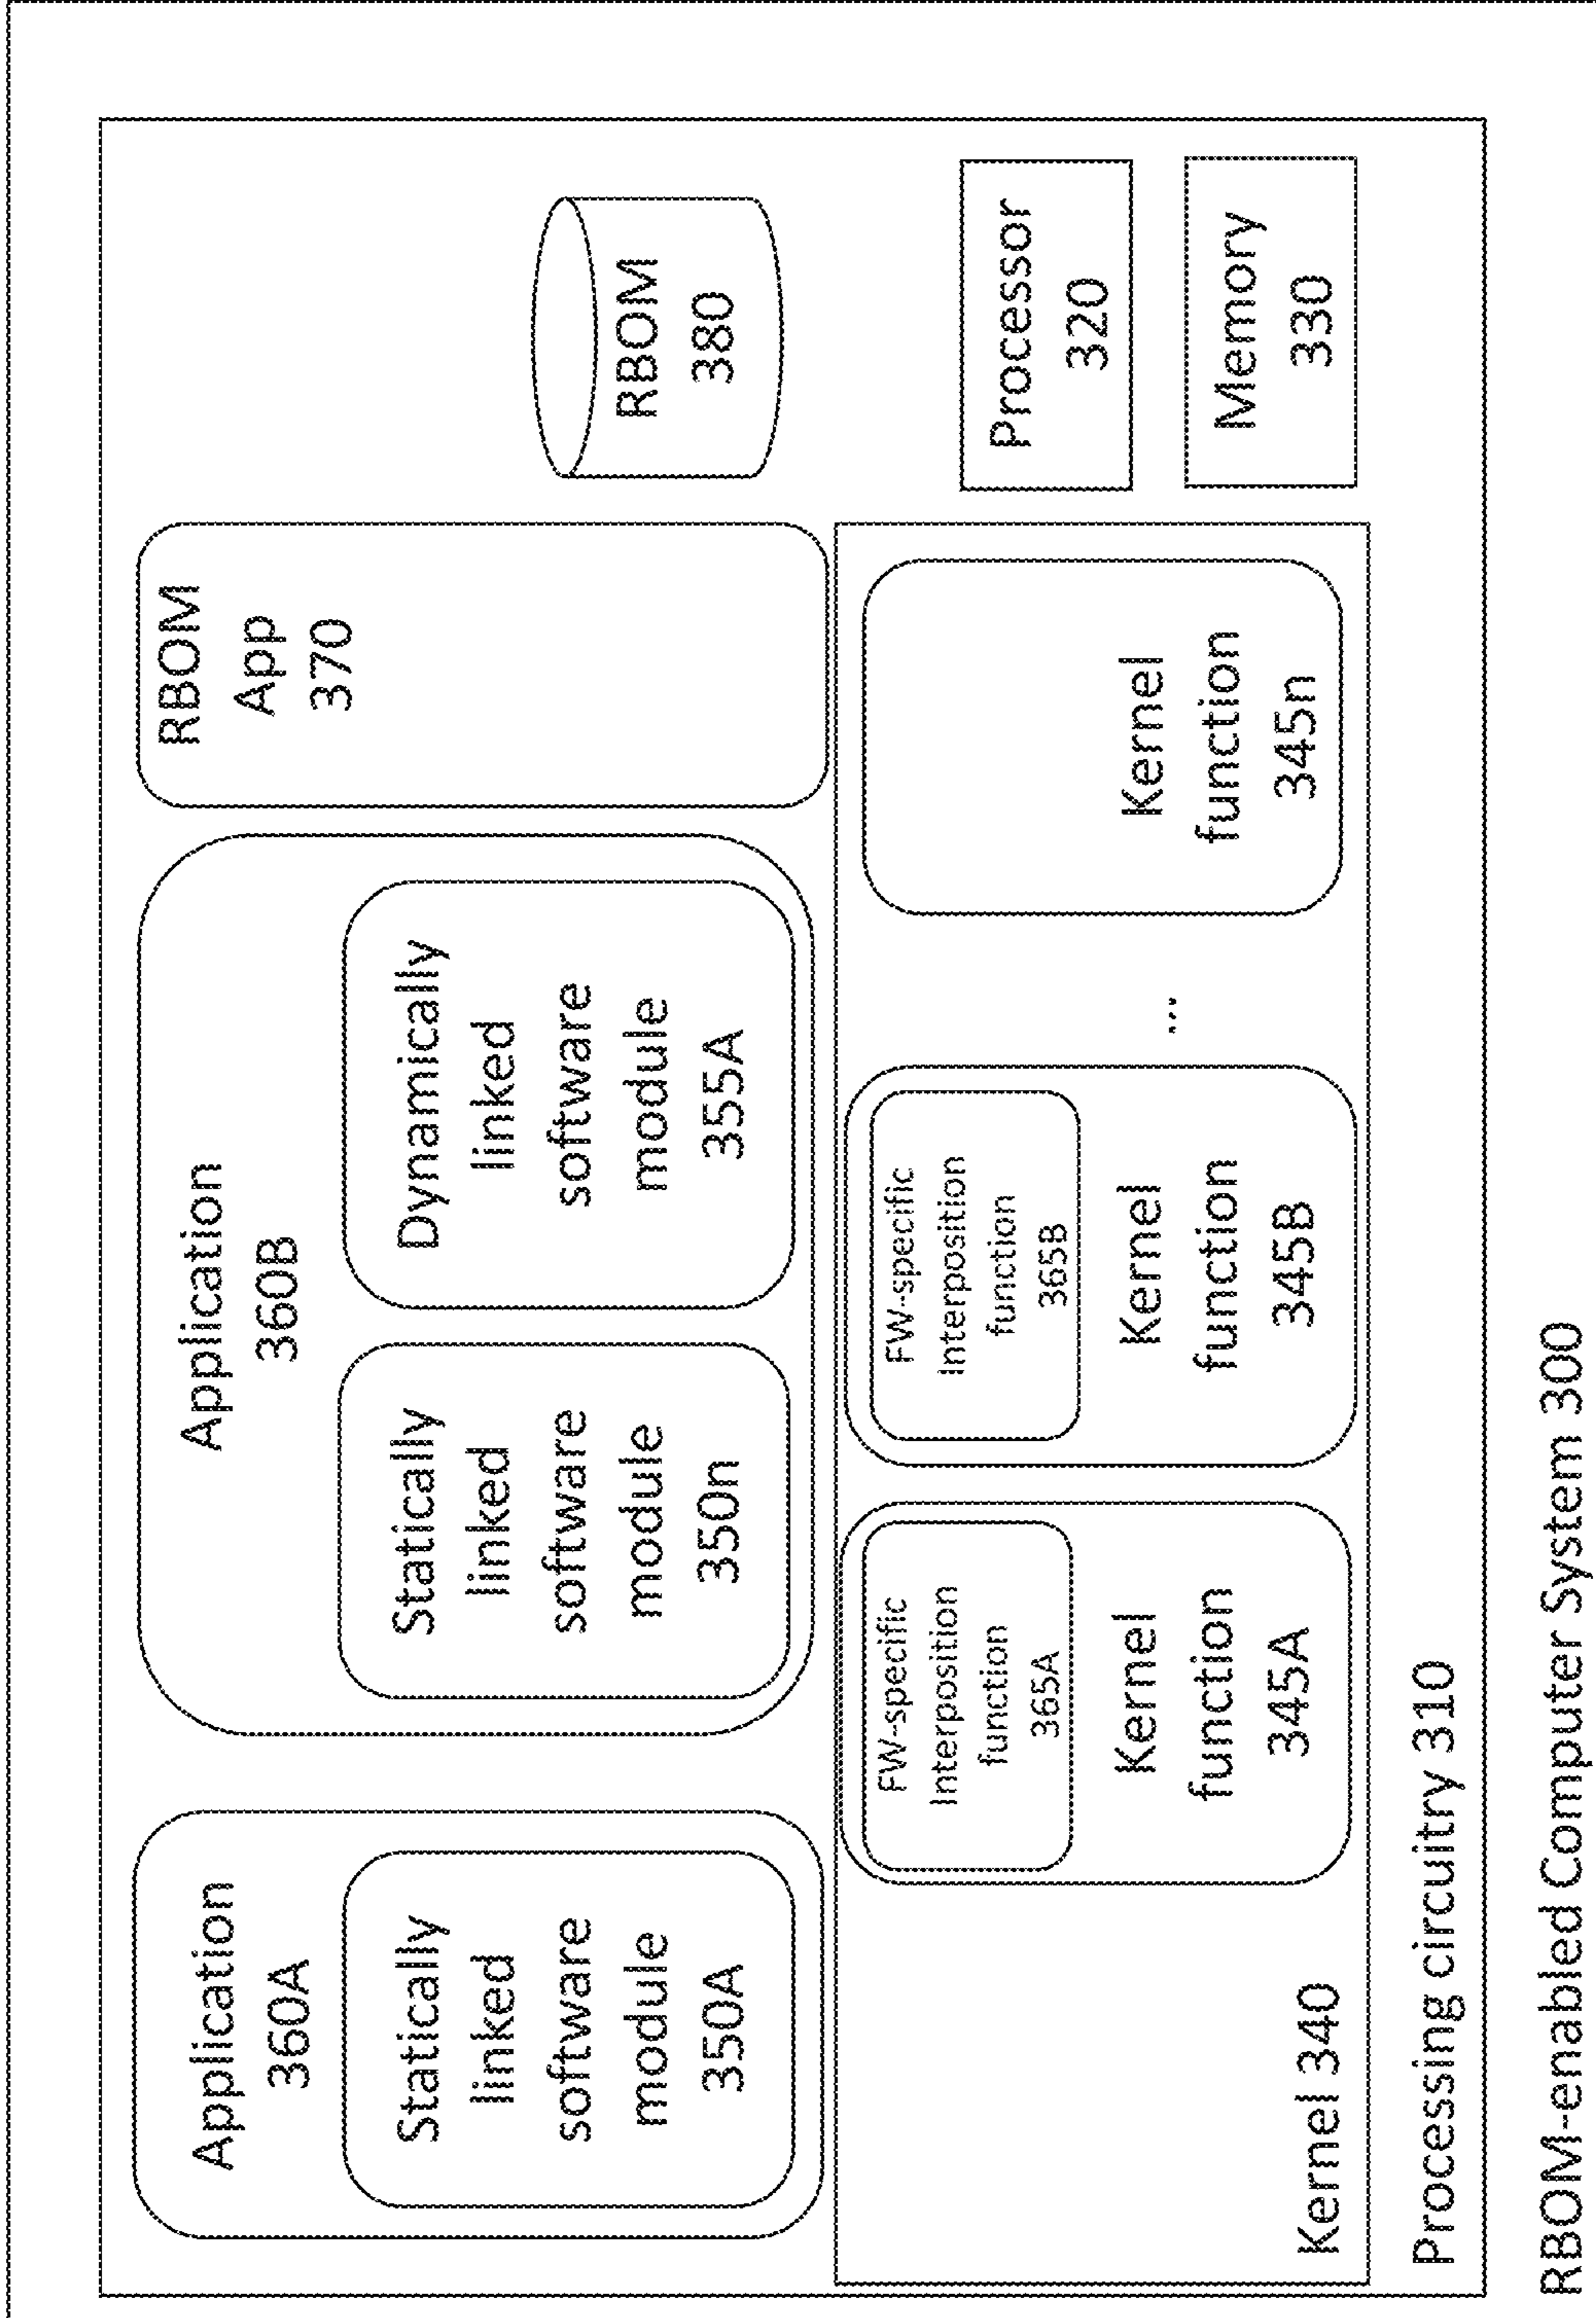 Application
360A
Statically
linked
software
module
350A
Application
360B
Statically
linked
software
module
350n
Dynamically
linked
software
module
355A
RBOM
App
370
RBOM
380
Kernel 340
FW-specific
Interposition
function
365A
Kernel
function
345A
FW-specific
Interposition
function
365B
Kernel
function
345B
...
Kernel
function
345n
Processor
320
Memory
330
Processing circuitry 310
RBOM-enabled Computer System 300